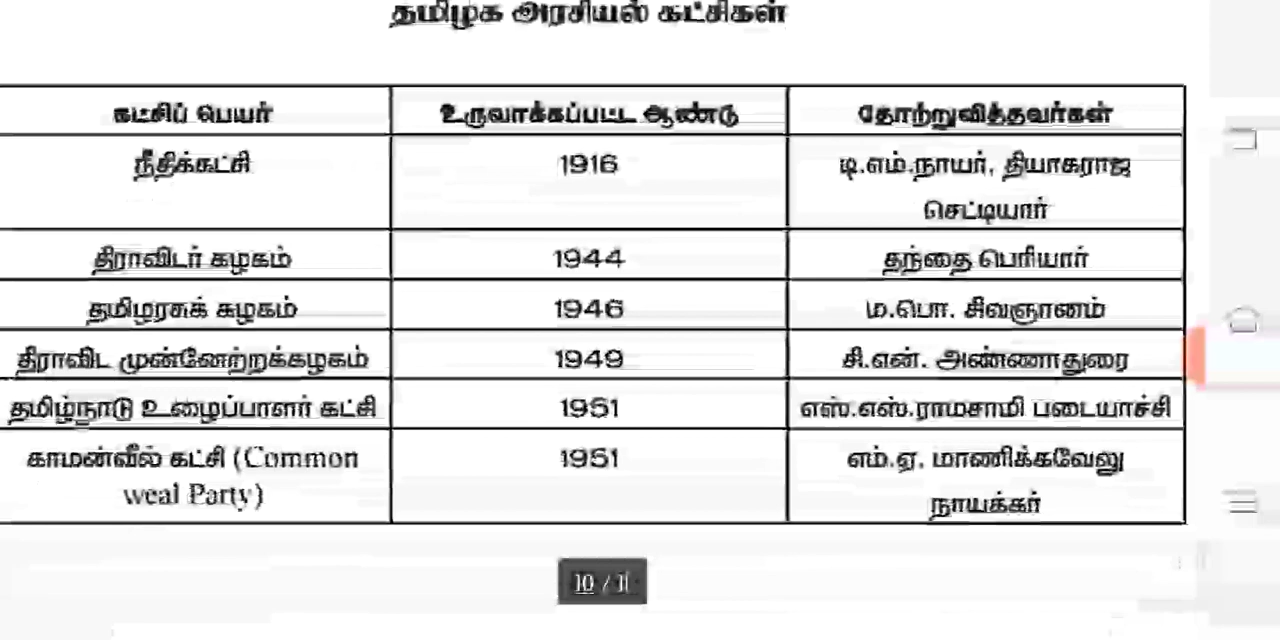 தமிழக அரசியல் கட்சிகள்
கட்சிப் பெயர் உருவாக்கப்பட்ட ஆண்டு தோற்றுவித்தவர்கள்
நீதிக்கட்சி 1916 டி.எம்.நாயர், தியாகராஜ
செட்டியார்
திராவிடர் கழகம் 1944 தந்தை பெரியார்
தமிழரசுக் கழகம் 1946 ம.பொ. சிவஞானம்
திராவிட முன்னேற்றக்கழகம் 1949 சி.என். அண்ணாதுரை
தமிழ்நாடு உழைப்பாளர் கட்சி 1951 எஸ்.எஸ்.ராமசாமி படையாச்சி
காமன்வீல் கட்சி (Common 1951 எம்.ஏ. மாணிக்கவேலு
weal Party) நாயக்கர்
10 / 11